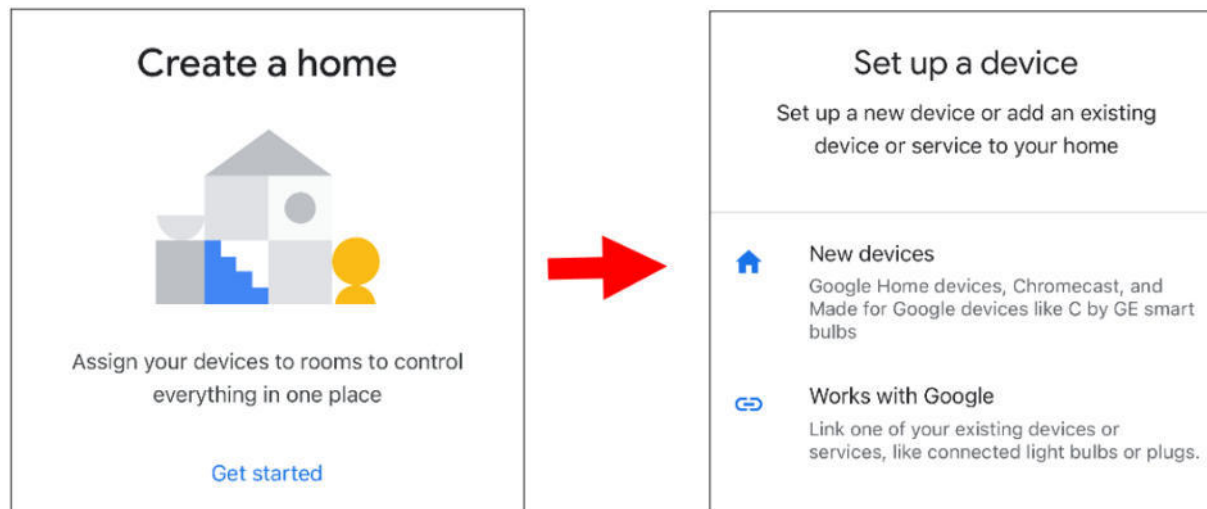 Create a home
Assign your devices to rooms to control
everything in one place
Get started
Set up a device
Set up a new device or add an existing
device or service to your home
New devices
Google Home devices, Chromecast, and
Made for Google devices like C by GE smart
bulbs
Works with Google
Link one of your existing devices or
services, like connected light bulbs or plugs.